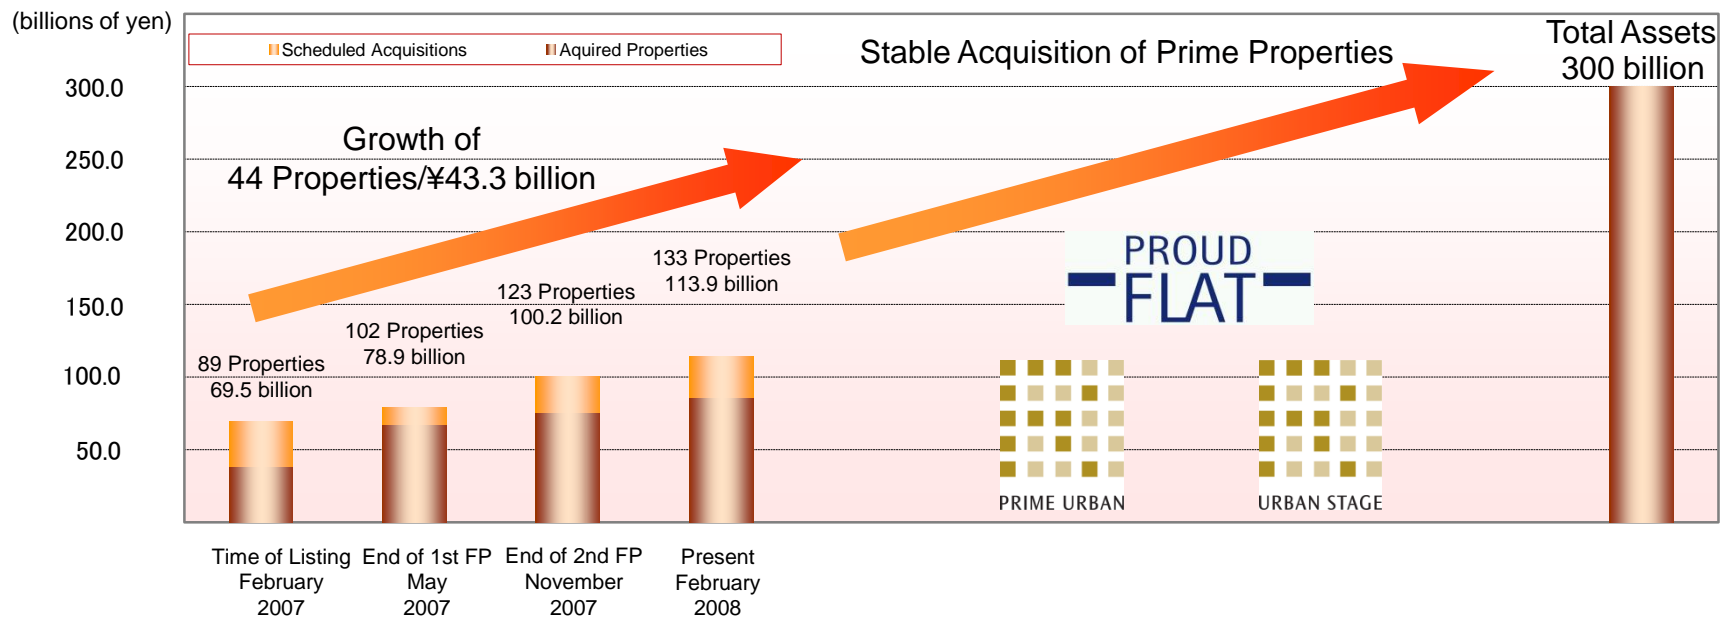 (billions of yen)
Scheduled Acquisitions
Aquired Properties
Stable Acquisition of Prime Properties
Total Assets
300 billion
300.0
250.0
200.0
150.0
100.0
50.0
Growth of
44 Properties/¥43.3 billion
89 Properties
69.5 billion
102 Properties
78.9 billion
123 Properties
100.2 billion
133 Properties
113.9 billion
PROUD
FLAT
PRIME URBAN
URBAN STAGE
Time of Listing
February
2007
End of 1st FP
May
2007
End of 2nd FP
November
2007
Present
February
2008